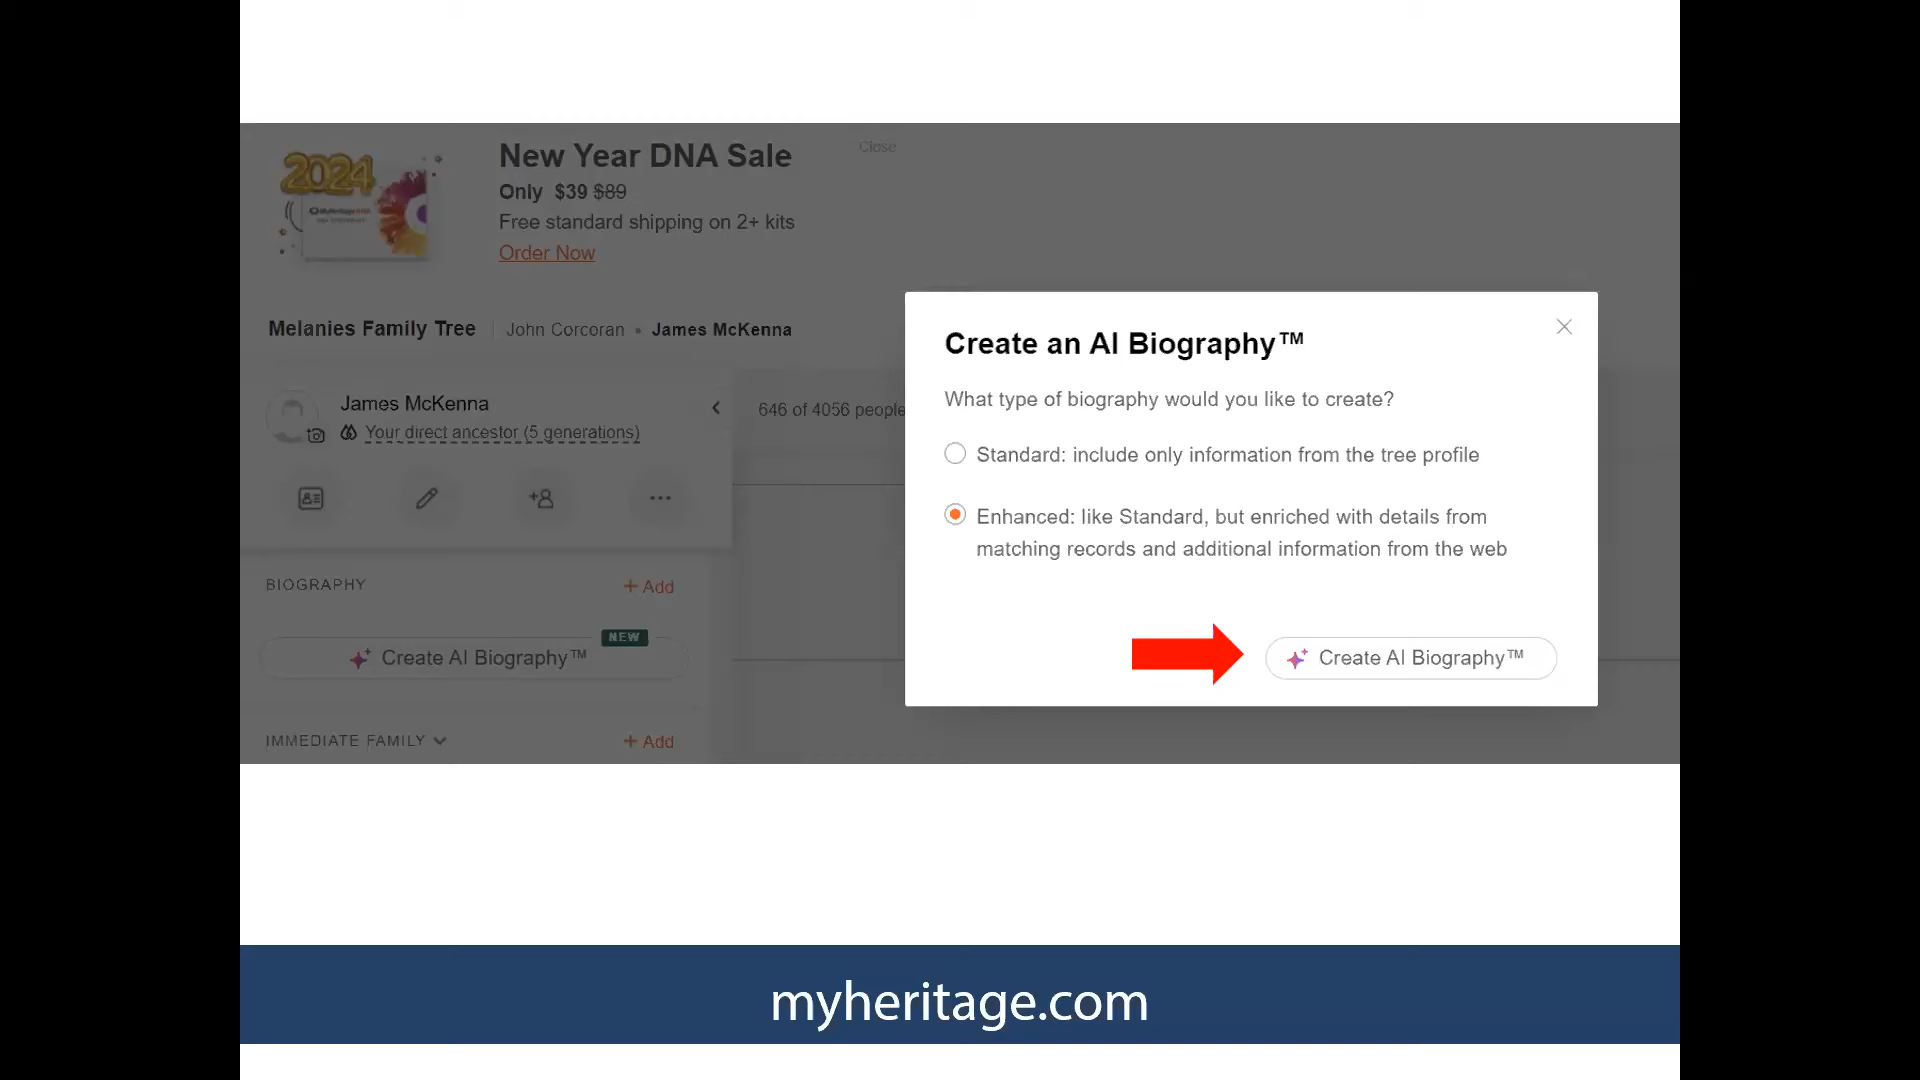 2024
New Year DNA Sale
Close
Only $39 $89
Free standard shipping on 2+ kits
Order Now
Melanies Family Tree John Corcoran • James McKenna
James McKenna
Your direct ancestor (5 generations)
646 of 4056 people
BIOGRAPHY + Add
NEW
Create AI Biography™
IMMEDIATE FAMILY + Add
Create an AI Biography™
What type of biography would you like to create?
Standard: include only information from the tree profile
Enhanced: like Standard, but enriched with details from
matching records and additional information from the web
Create AI Biography™
myheritage.com